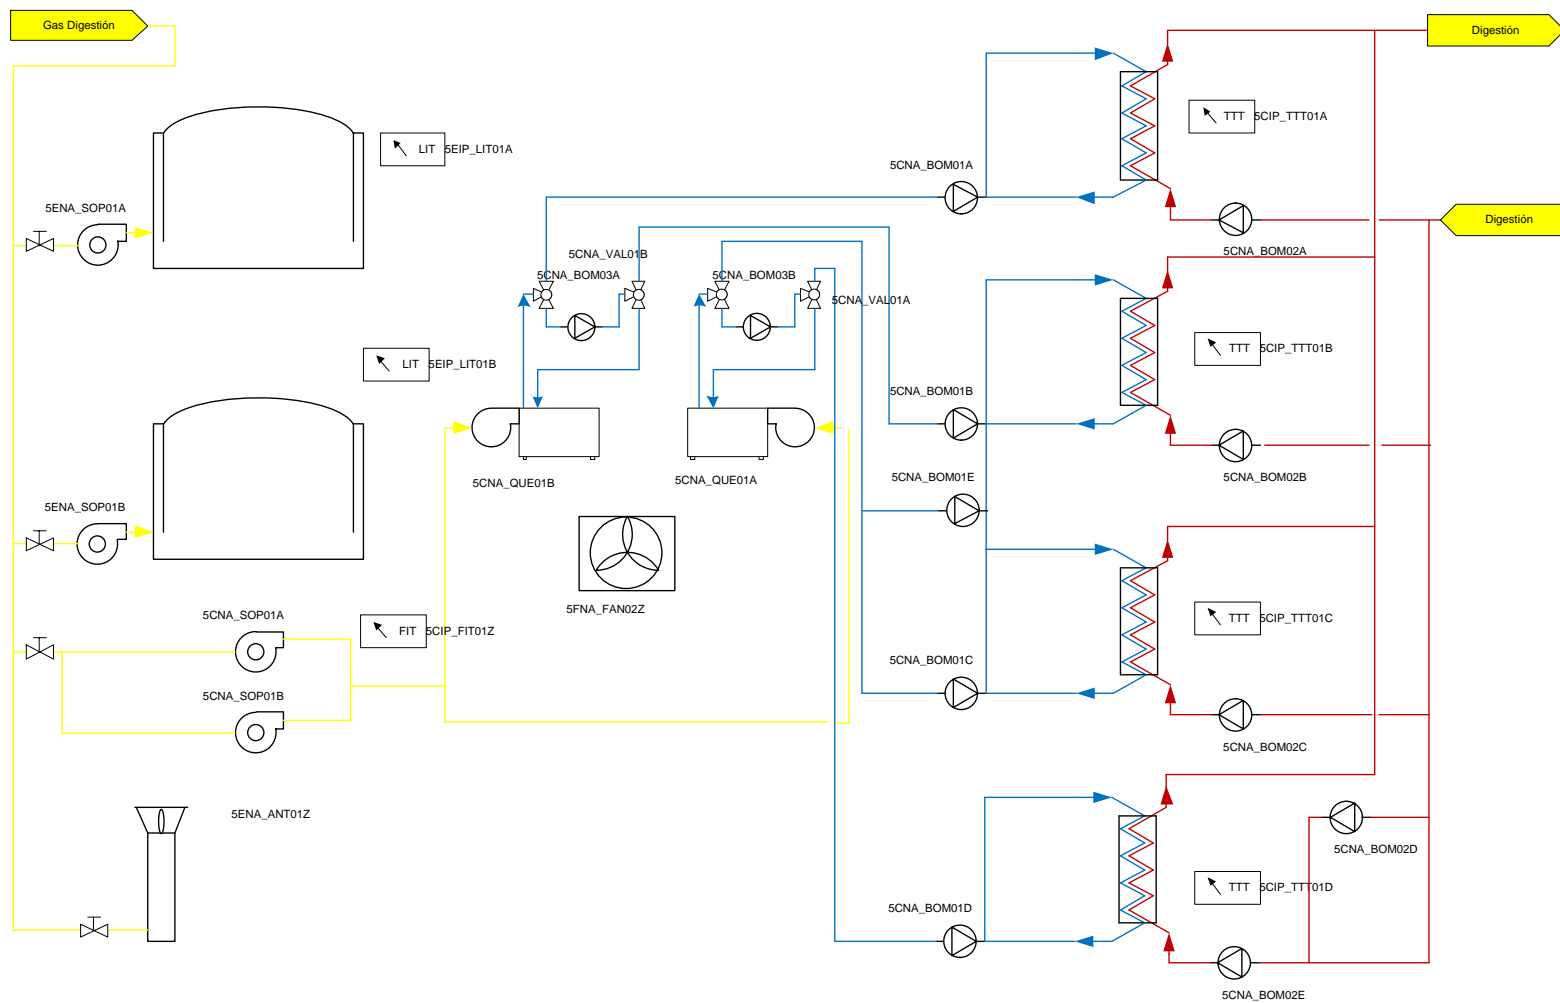 Gas Digestión
Digestión
TTT 5CIP_TTT01A
LIT 5EIP_LIT01A
5CNA_BOM01A
5ENA_SOP01A
Digestión
5CNA_BOM02A
5CNA_VAL01B
5CNA_BOM03A
5CNA_BOM03B
5CNA_VAL01A
TTT 5CIP_TTT01B
LIT 5EIP_LIT01B
5CNA_BOM01B
5CNA_BOM01E
5CNA_BOM02B
5CNA_QUE01B
5CNA_QUE01A
5ENA_SOP01B
5FNA_FAN02Z
5CNA_SOP01A
FIT 5CIP_FIT01Z
TTT 5CIP_TTT01C
5CNA_BOM01C
5CNA_SOP01B
5CNA_BOM02C
5ENA_ANT01Z
5CNA_BOM02D
TTT 5CIP_TTT01D
5CNA_BOM01D
5CNA_BOM02E